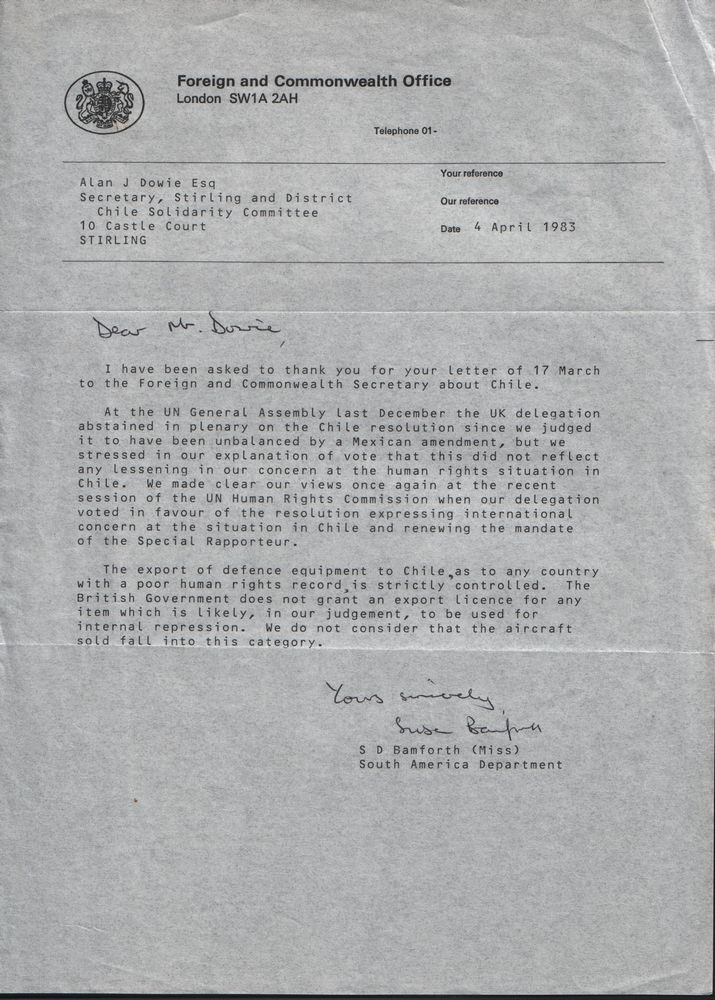 Foreign and Commonwealth Office
London SW1A 2AH
Telephone 01-
Alan J Dowie Esq
Secretary, Stirling and District
Chile Solidarity Committee
10 Castle Court
STIRLING
Your reference
Our reference
Date 4 April 1983
Dear Mr. Dowie,
I have been asked to thank you for your letter of 17 March
to the Foreign and Commonwealth Secretary about Chile.
At the UN General Assembly last December the UK delegation
abstained in plenary on the Chile resolution since we judged
it to have been unbalanced by a Mexican amendment, but we
stressed in our explanation of vote that this did not reflect
any lessening in our concern at the human rights situation in
Chile. We made clear our views once again at the recent
session of the UN Human Rights Commission when our delegation
voted in favour of the resolution expressing international
concern at the situation in Chile and renewing the mandate
of the Special Rapporteur.
The export of defence equipment to Chile, as to any country
with a poor human rights record, is strictly controlled. The
British Government does not grant an export licence for any
item which is likely, in our judgement, to be used for
internal repression. We do not consider that the aircraft
sold fall into this category.
Yours sincerely,
Susan Bamforth
S D Bamforth (Miss)
South America Department